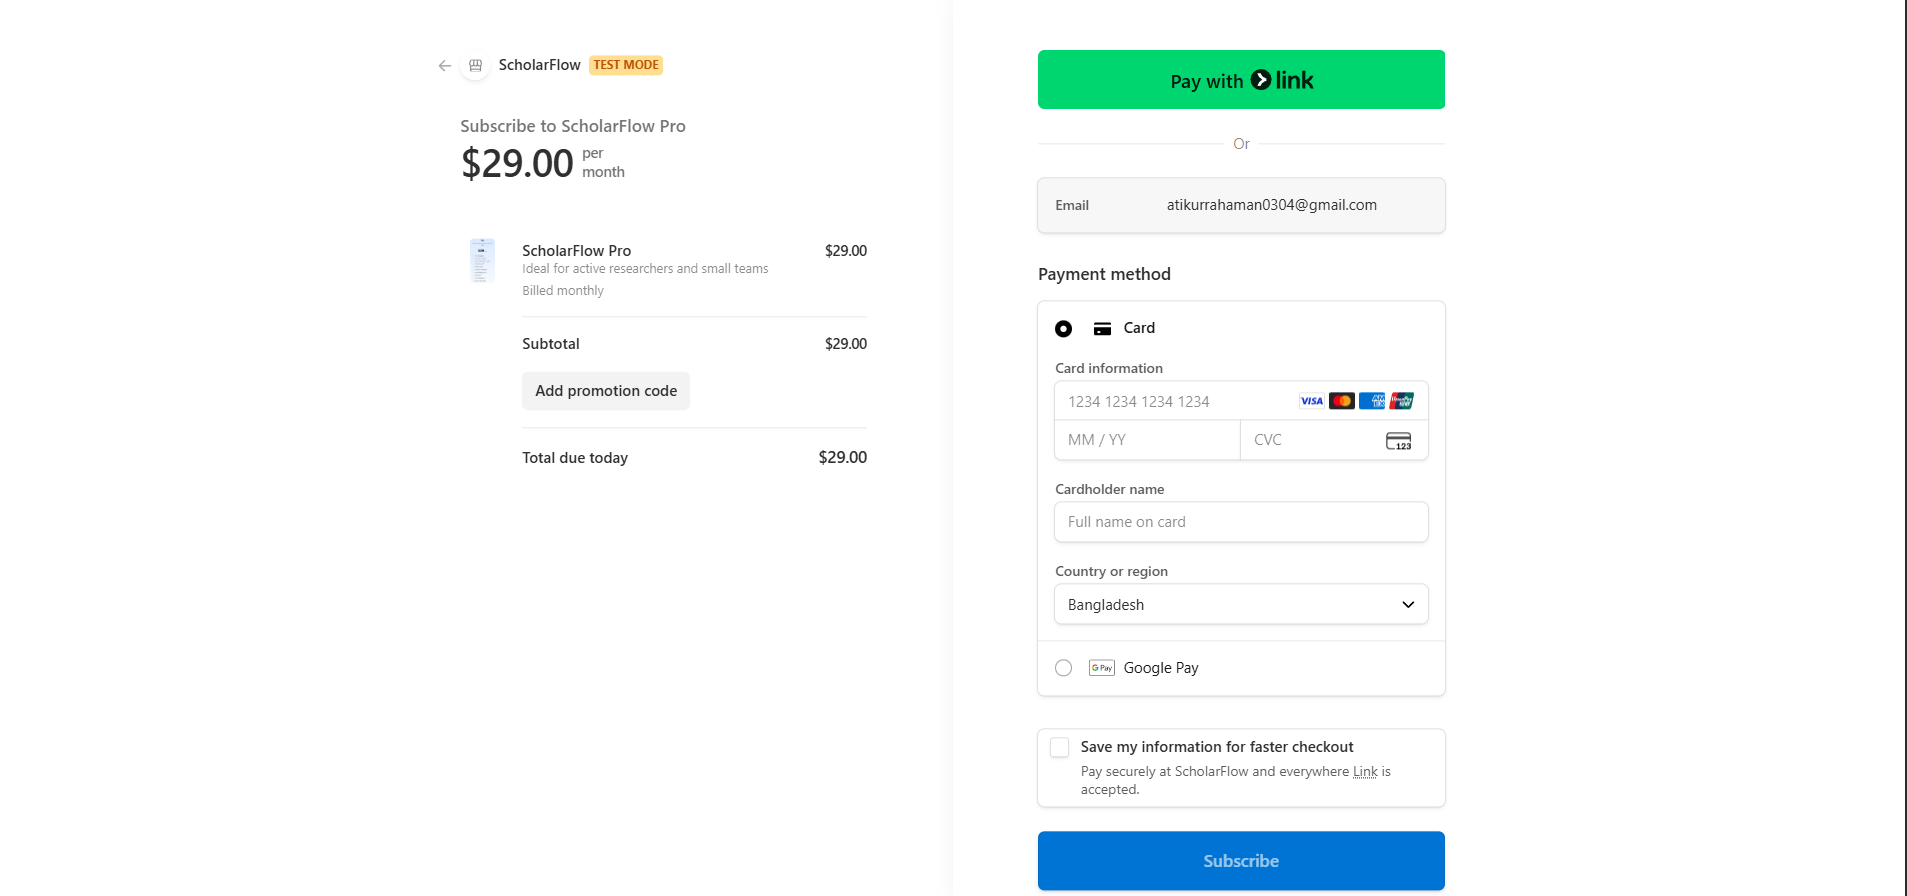 ScholarFlow TEST MODE
Subscribe to ScholarFlow Pro
$29.00 per
month
ScholarFlow Pro $29.00
Ideal for active researchers and small teams
Billed monthly
Subtotal $29.00
Add promotion code
Total due today $29.00
Pay with link
Or
Email atikurrahaman0304@gmail.com
Payment method
Card
Card information
1234 1234 1234 1234 VISA
MM / YY CVC 123
Cardholder name
Full name on card
Country or region
Bangladesh
G Pay Google Pay
Save my information for faster checkout
Pay securely at ScholarFlow and everywhere Link is
accepted.
Subscribe